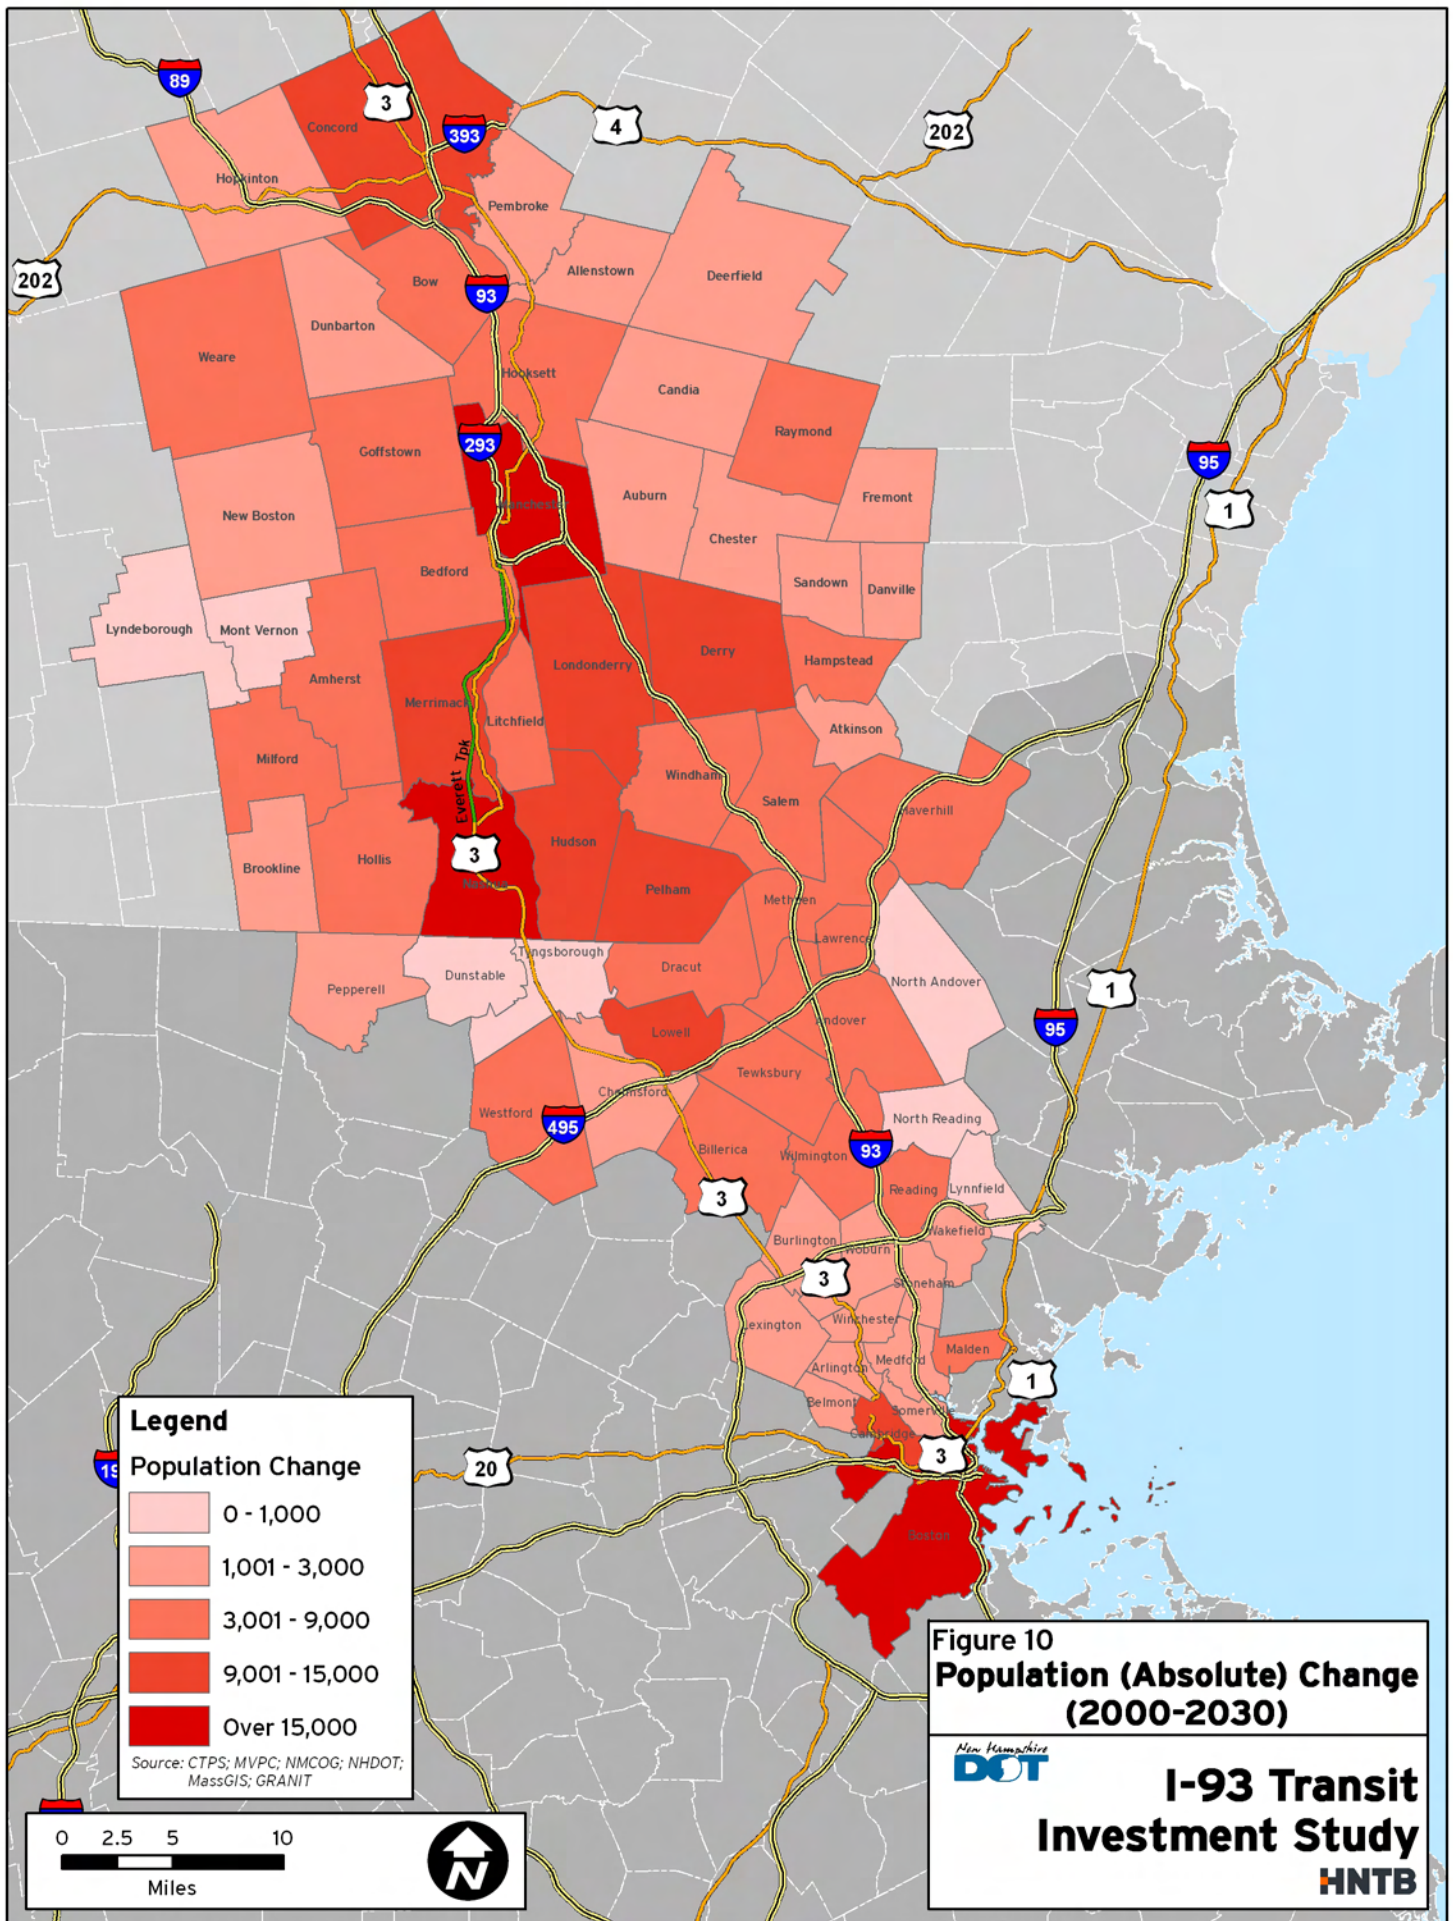 89
3
393
4
202
Concord
Hopkinton
Pembroke
202
Allenstown
Deerfield
Bow
93
Dunbarton
Weare
Hooksett
Candia
Raymond
293
Goffstown
95
Auburn
Fremont
1
New Boston
Manchester
Chester
Bedford
Sandown
Danville
Lyndeborough
Mont Vernon
Londonderry
Derry
Hampstead
Amherst
Merrimack
Litchfield
Atkinson
Milford
Everett Tpk
Windham
Salem
Haverhill
Hudson
3
Brookline
Hollis
Nashua
Pelham
Methuen
Lawrence
Tyngsborough
Dracut
Dunstable
North Andover
Pepperell
1
95
Lowell
Andover
Tewksbury
Chelmsford
Westford
495
North Reading
Billerica
93
Wilmington
3
Reading
Lynnfield
Burlington
Woburn
Wakefield
3
Stoneham
Lexington
Winchester
Malden
Arlington
Medford
1
Belmont
Somerville
Cambridge
3
20
19
Boston
Legend
Population Change
0 - 1,000
1,001 - 3,000
3,001 - 9,000
9,001 - 15,000
Over 15,000
Source: CTPS; MVPC; NMCOG; NHDOT;
MassGIS; GRANIT
0 2.5 5 10
Miles
N
Figure 10
Population (Absolute) Change
(2000-2030)
New Hampshire
DOT
I-93 Transit
Investment Study
HNTB